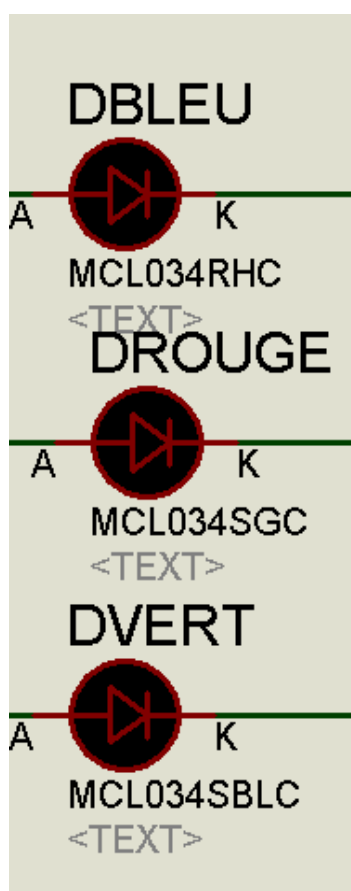 DBLEU
A K
MCL034RHC
<TEXT>
DROUGE
A K
MCL034SGC
<TEXT>
DVERT
A K
MCL034SBLC
<TEXT>